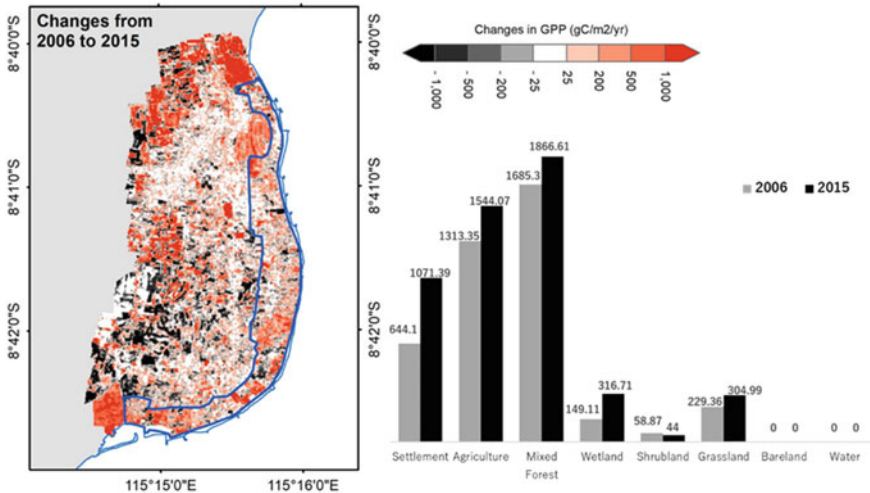 Changes from
2006 to 2015
8°40'0"S
8°41'0"S
8°42'0"S
8°40'0"S
8°41'0"S
8°42'0"S
115°15'0"E 115°16'0"E
Changes in GPP (gC/m2/yr)
- 1,000 - 500 - 200 - 25 25 200 500 1,000
2006 2015
644.1 1071.39
1313.35 1544.07
1685.3 1866.61
149.11 316.71
58.87 44
229.36 304.99
0 0
0 0
Settlement Agriculture Mixed Forest Wetland Shrubland Grassland Bareland Water